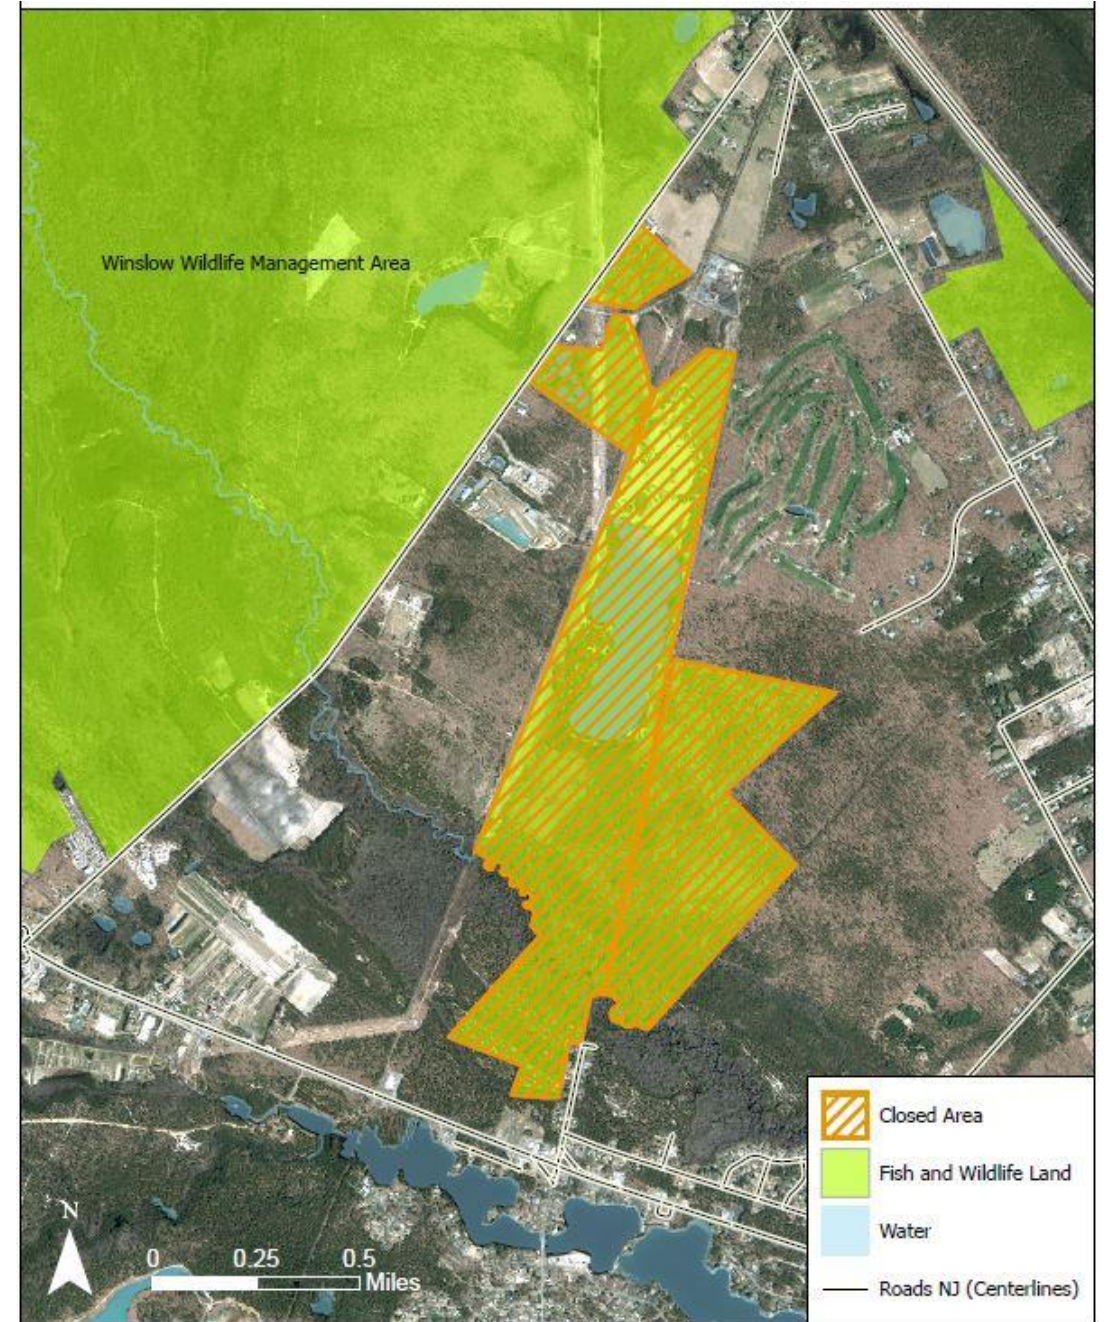 Winslow Wildlife Management Area
Closed Area
Fish and Wildlife Land
Water
Roads NJ (Centerlines)
N
0 0.25 0.5
Miles